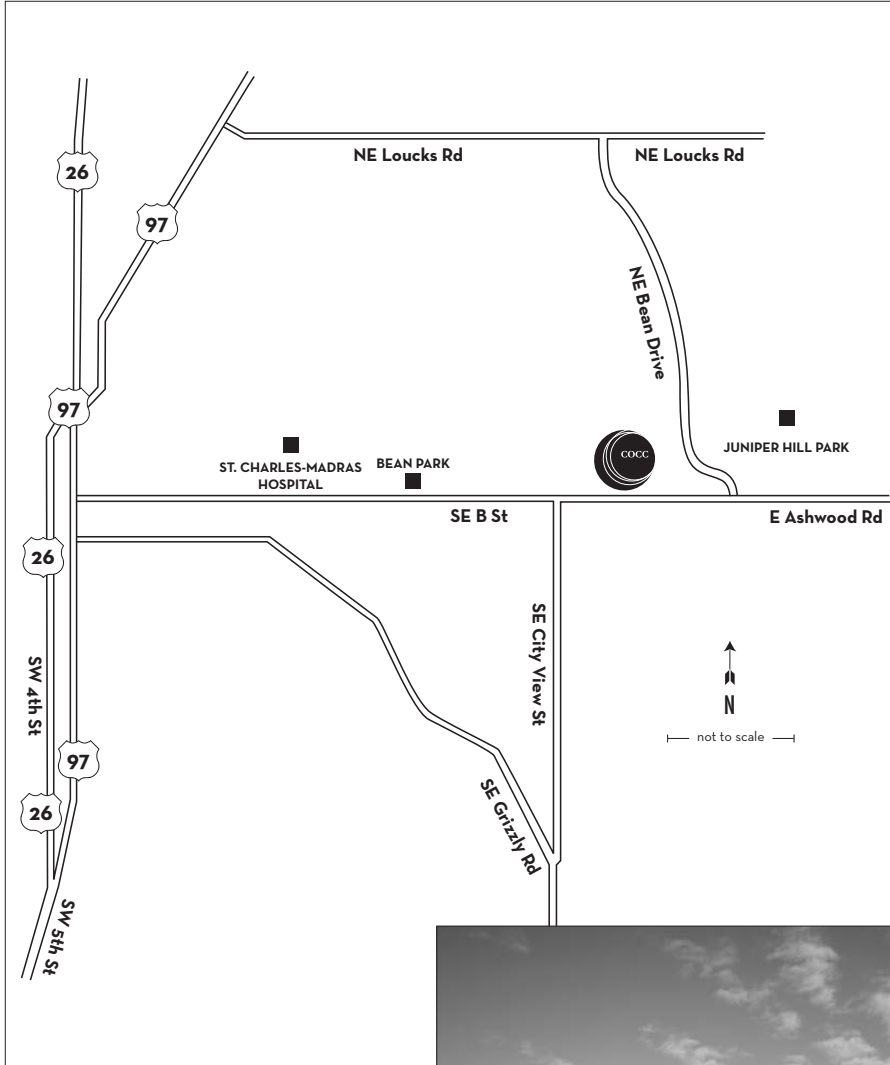 26
97
NE Loucks Rd
NE Loucks Rd
NE Bean Drive
97
ST. CHARLES-MADRAS
HOSPITAL
BEAN PARK
COCC
JUNIPER HILL PARK
SE B St
E Ashwood Rd
26
SW 4th St
SE City View St
N
not to scale
97
26
SE Grizzly Rd
SW 5th St